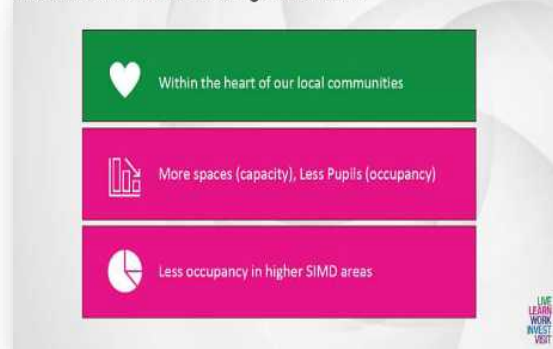 Within the heart of our local communities
More spaces (capacity), Less Pupils (occupancy)
Less occupancy in higher SIMD areas
LIVE
LEARN
WORK
INVEST
VISIT